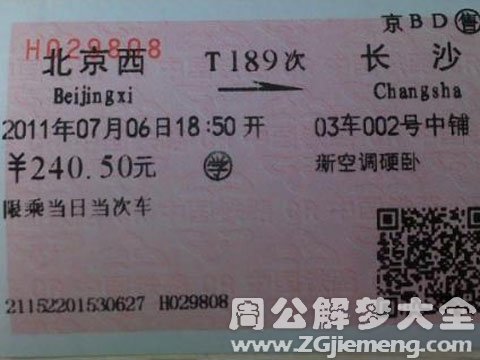 H029808 京BD售
北京西 T189次 长沙
Beijingxi Changsha
2011年07月06日18:50开 03车002号中铺
￥240.50元 学 新空调硬卧
限乘当日当次车
21152201530627 H029808
周公解梦大全
www.ZGjiemeng.com